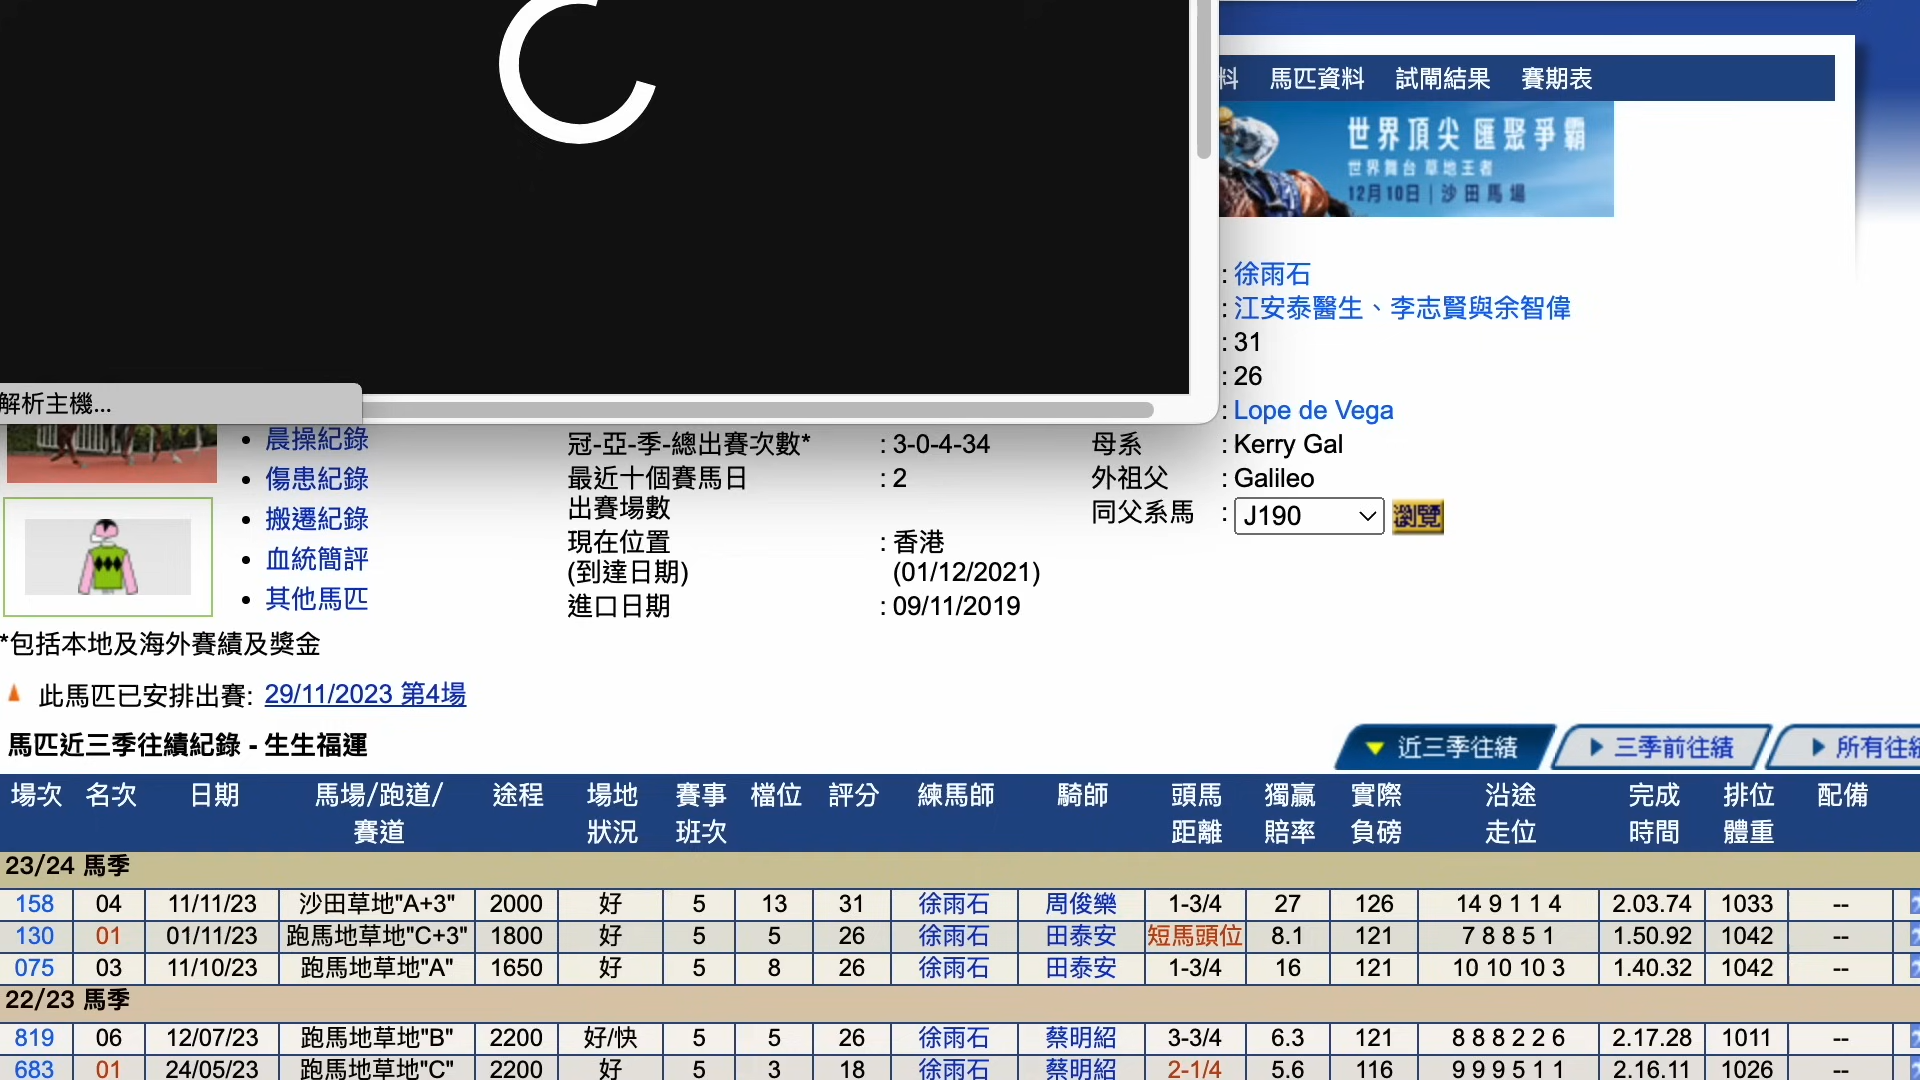 料 馬匹資料 試閘結果 賽期表
世界頂尖 匯聚爭霸
世界舞台 草地王者
12月10日 | 沙田馬場
: 徐雨石
: 江安泰醫生、李志賢與余智偉
: 31
: 26
: Lope de Vega
解析主機...
晨操紀錄
傷患紀錄
搬遷紀錄
血統簡評
其他馬匹
冠-亞-季-總出賽次數* : 3-0-4-34
最近十個賽馬日 : 2
出賽場數
現在位置 : 香港
(到達日期) (01/12/2021)
進口日期 : 09/11/2019
母系 : Kerry Gal
外祖父 : Galileo
同父系馬 : J190 瀏覽
*包括本地及海外賽績及獎金
此馬匹已安排出賽: 29/11/2023 第4場
馬匹近三季往績紀錄 - 生生福運
近三季往績 三季前往績 所有往績
場次 名次 日期 馬場/跑道/賽道 途程 場地狀況 賽事班次 檔位 評分 練馬師 騎師 頭馬距離 獨贏賠率 實際負磅 沿途走位 完成時間 排位體重 配備
23/24 馬季
158 04 11/11/23 沙田草地"A+3" 2000 好 5 13 31 徐雨石 周俊樂 1-3/4 27 126 14 9 1 1 4 2.03.74 1033 --
130 01 01/11/23 跑馬地草地"C+3" 1800 好 5 5 26 徐雨石 田泰安 短馬頭位 8.1 121 7 8 8 5 1 1.50.92 1042 --
075 03 11/10/23 跑馬地草地"A" 1650 好 5 8 26 徐雨石 田泰安 1-3/4 16 121 10 10 10 3 1.40.32 1042 --
22/23 馬季
819 06 12/07/23 跑馬地草地"B" 2200 好/快 5 5 26 徐雨石 蔡明紹 3-3/4 6.3 121 8 8 8 2 2 6 2.17.28 1011 --
683 01 24/05/23 跑馬地草地"C" 2200 好 5 3 18 徐雨石 蔡明紹 2-1/4 5.6 116 9 9 9 5 1 1 2.16.11 1026 --